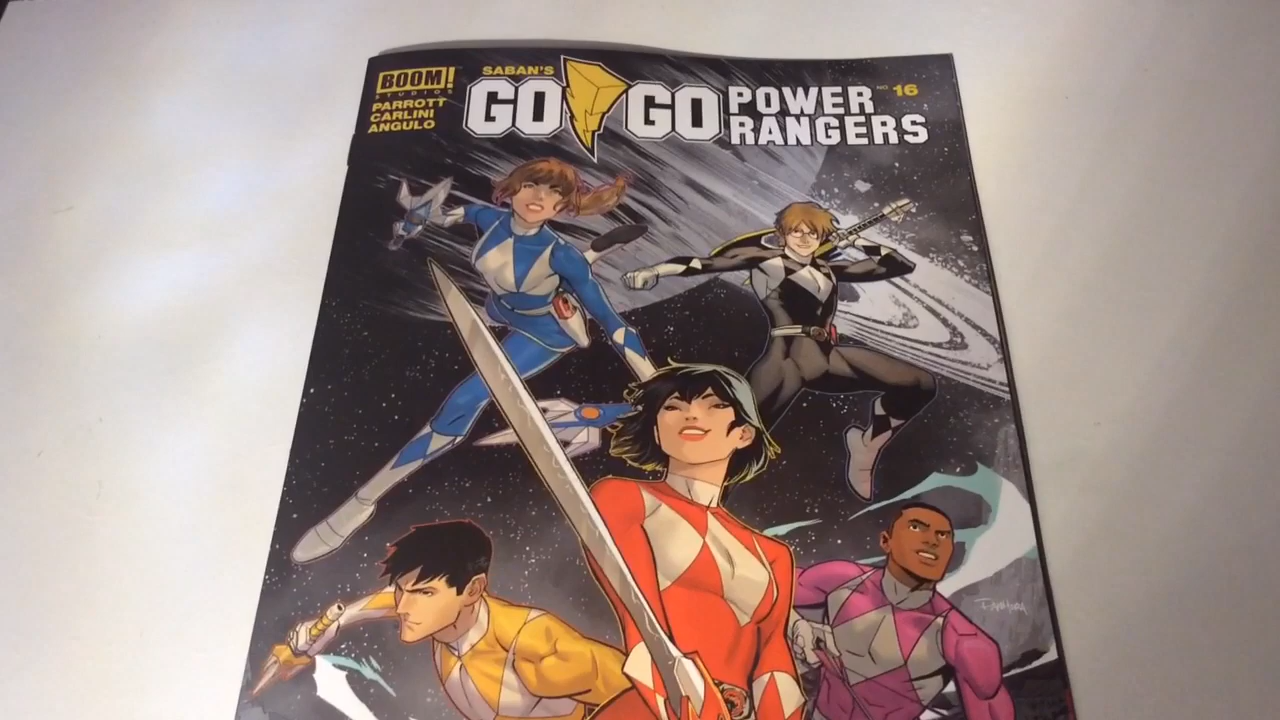 BOOM!
STUDIOS
PARROTT
CARLINI
ANGULO
SABAN'S
GO GO POWER
RANGERS
NO. 16